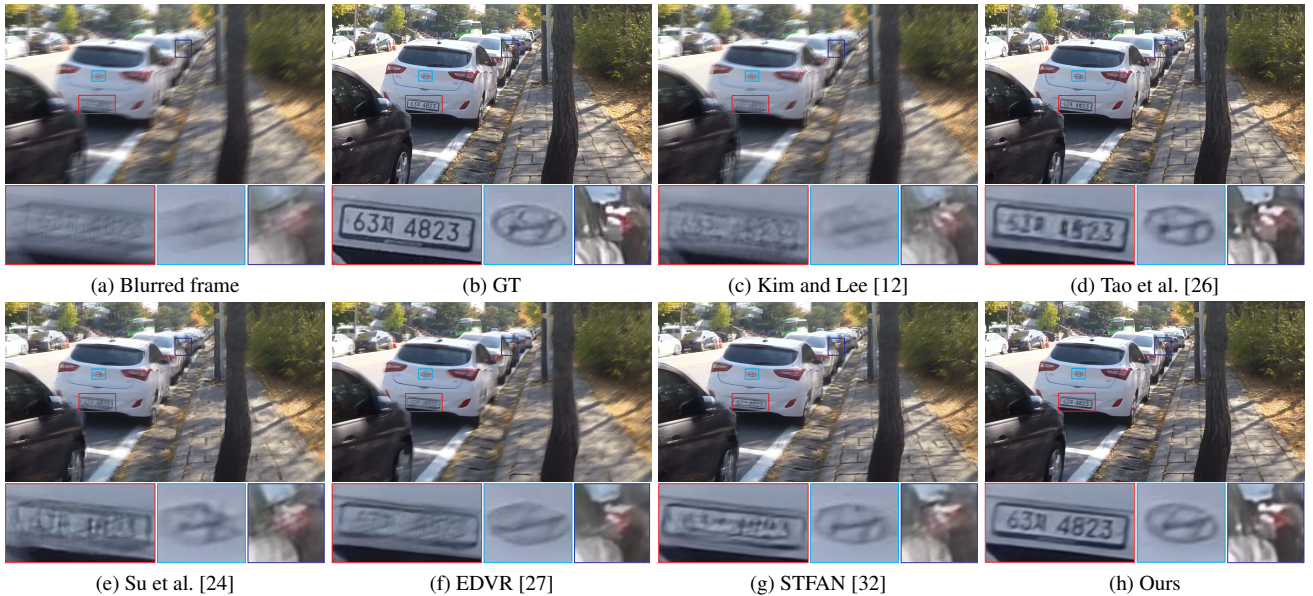 63저 4823
(a) Blurred frame
(b) GT
(c) Kim and Lee [12]
(d) Tao et al. [26]
63저 4823
(e) Su et al. [24]
(f) EDVR [27]
(g) STFAN [32]
(h) Ours